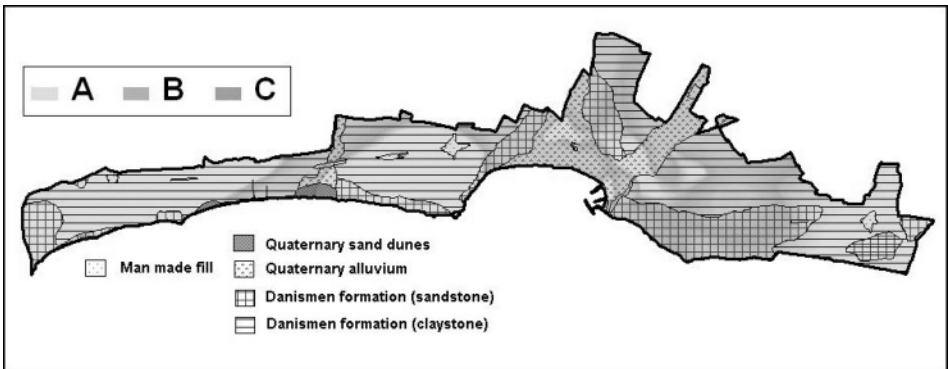 A B C
Quaternary sand dunes
Man made fill
Quaternary alluvium
Danismen formation (sandstone)
Danismen formation (claystone)